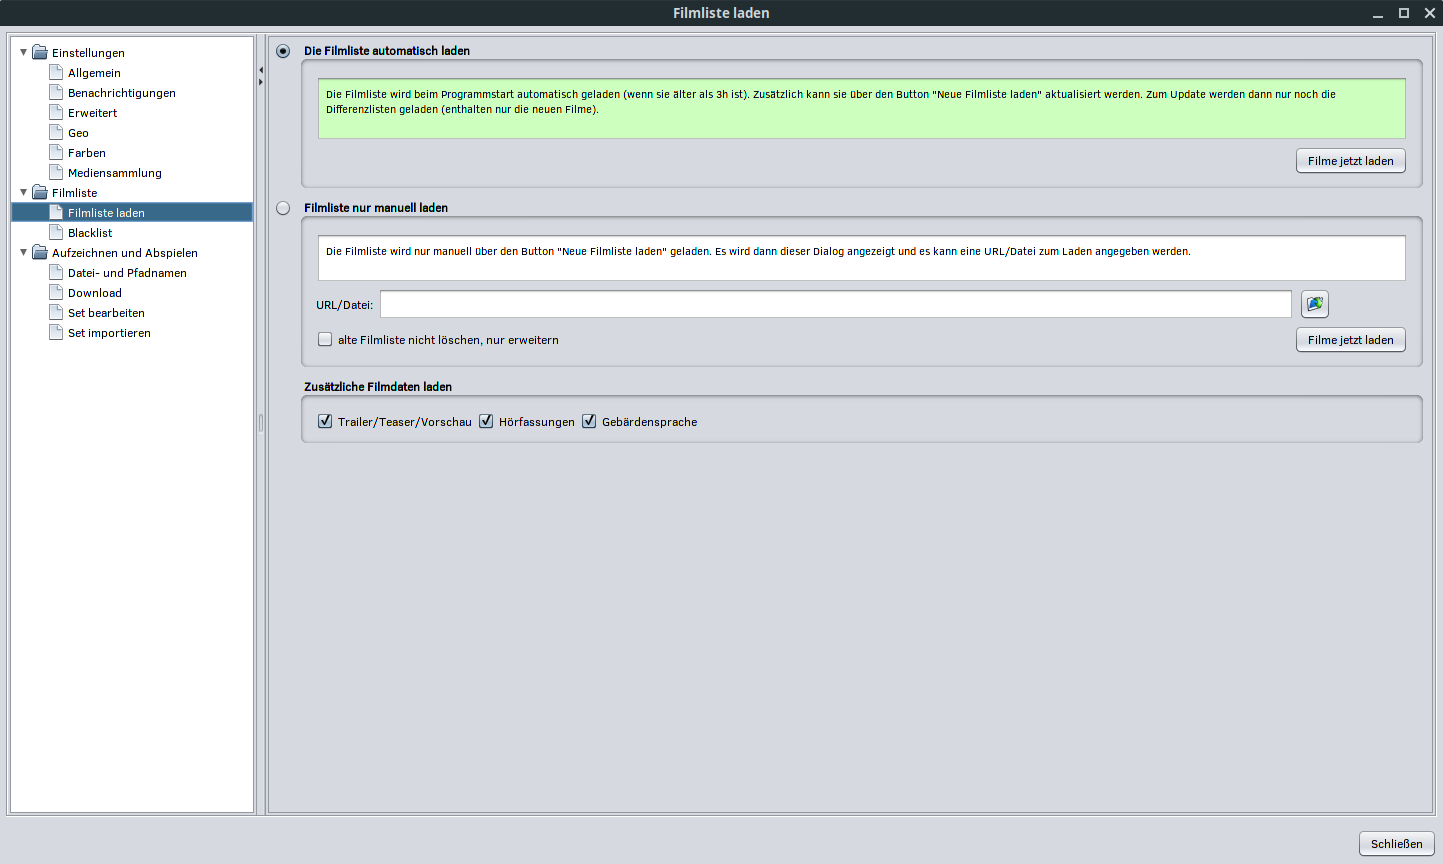 Filmliste laden
Einstellungen
Allgemein
Benachrichtigungen
Erweitert
Geo
Farben
Mediensammlung
Filmliste
Filmliste laden
Blacklist
Aufzeichnen und Abspielen
Datei- und Pfadnamen
Download
Set bearbeiten
Set importieren
Die Filmliste automatisch laden
Die Filmliste wird beim Programmstart automatisch geladen (wenn sie älter als 3h ist). Zusätzlich kann sie über den Button "Neue Filmliste laden" aktualisiert werden. Zum Update werden dann nur noch die
Differenzlisten geladen (enthalten nur die neuen Filme).
Filme jetzt laden
Filmliste nur manuell laden
Die Filmliste wird nur manuell über den Button "Neue Filmliste laden" geladen. Es wird dann dieser Dialog angezeigt und es kann eine URL/Datei zum Laden angegeben werden.
URL/Datei:
alte Filmliste nicht löschen, nur erweitern
Filme jetzt laden
Zusätzliche Filmdaten laden
Trailer/Teaser/Vorschau Hörfassungen Gebärdensprache
Schließen